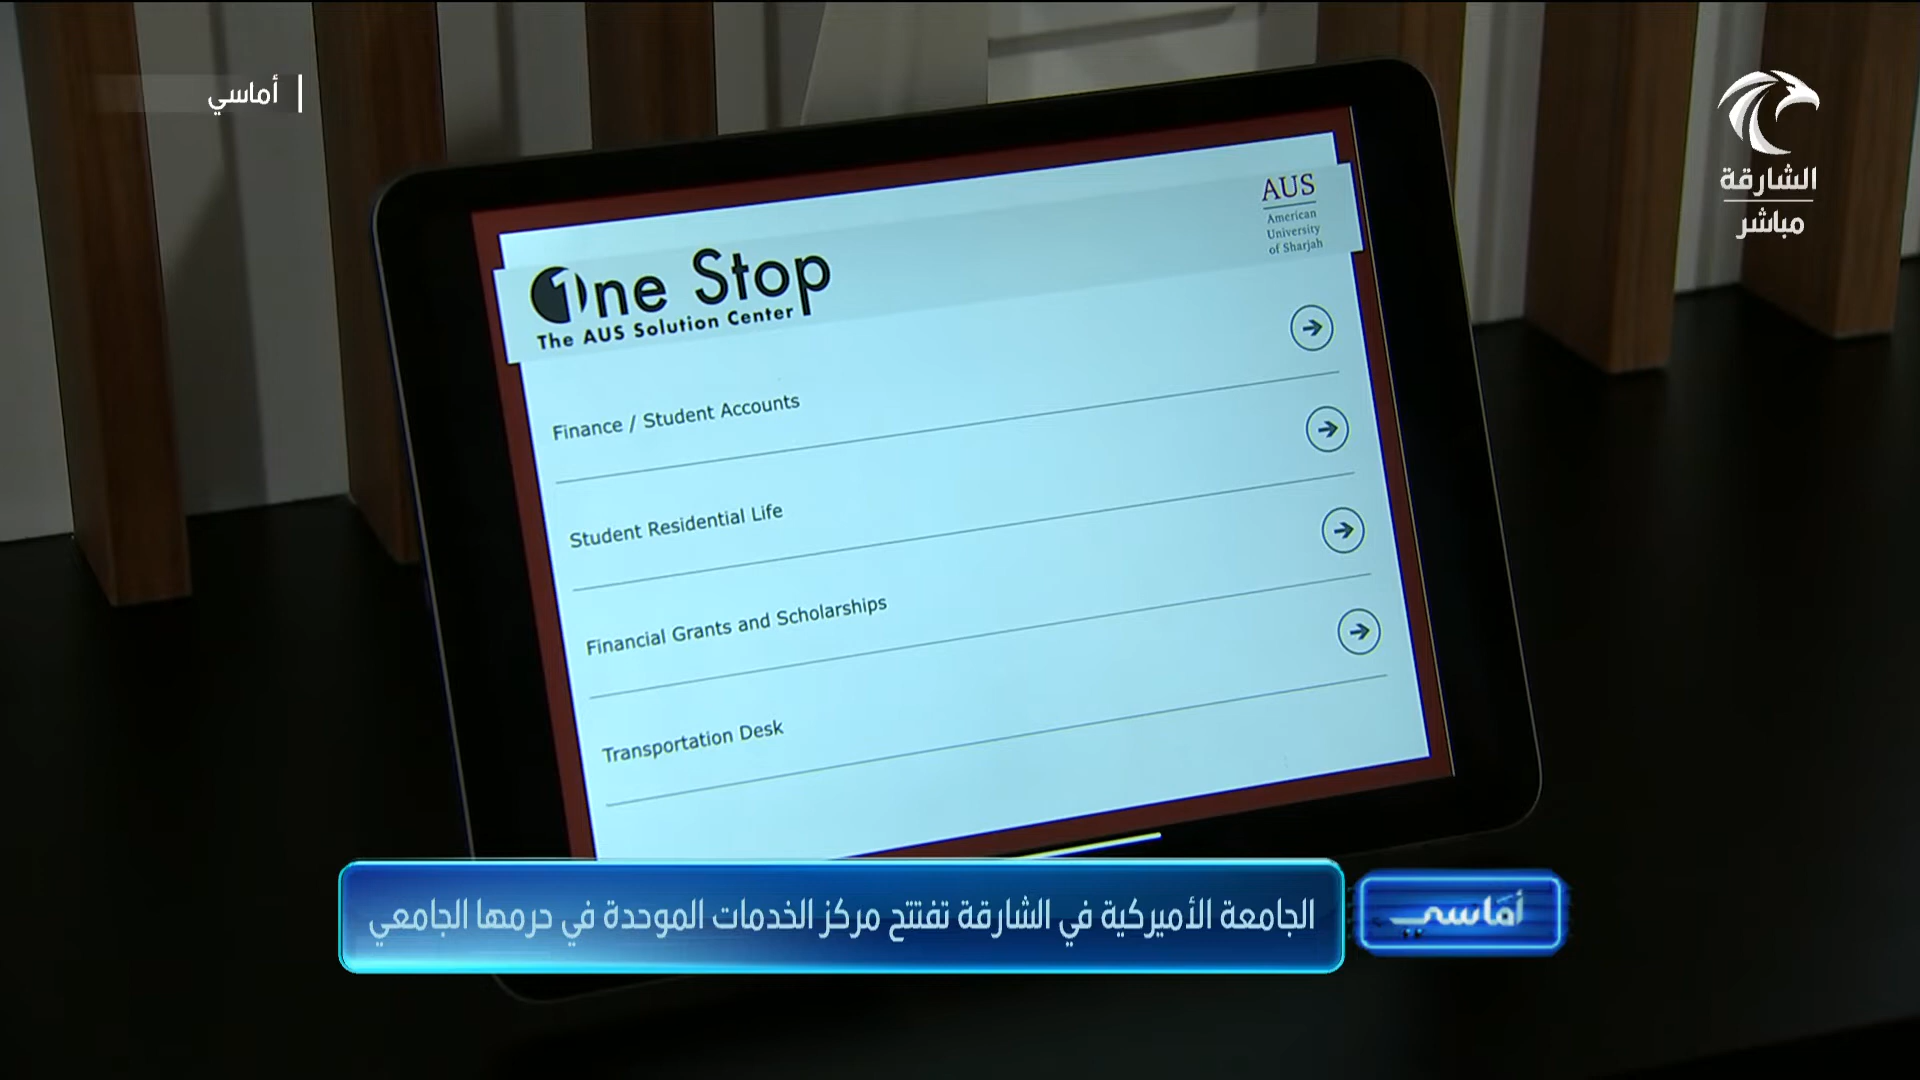 أماسي
الشارقة
مباشر
AUS
American
University
of Sharjah
One Stop
The AUS Solution Center
Finance / Student Accounts
Student Residential Life
Financial Grants and Scholarships
Transportation Desk
أماسي
الجامعة الأميركية في الشارقة تفتتح مركز الخدمات الموحدة في حرمها الجامعي